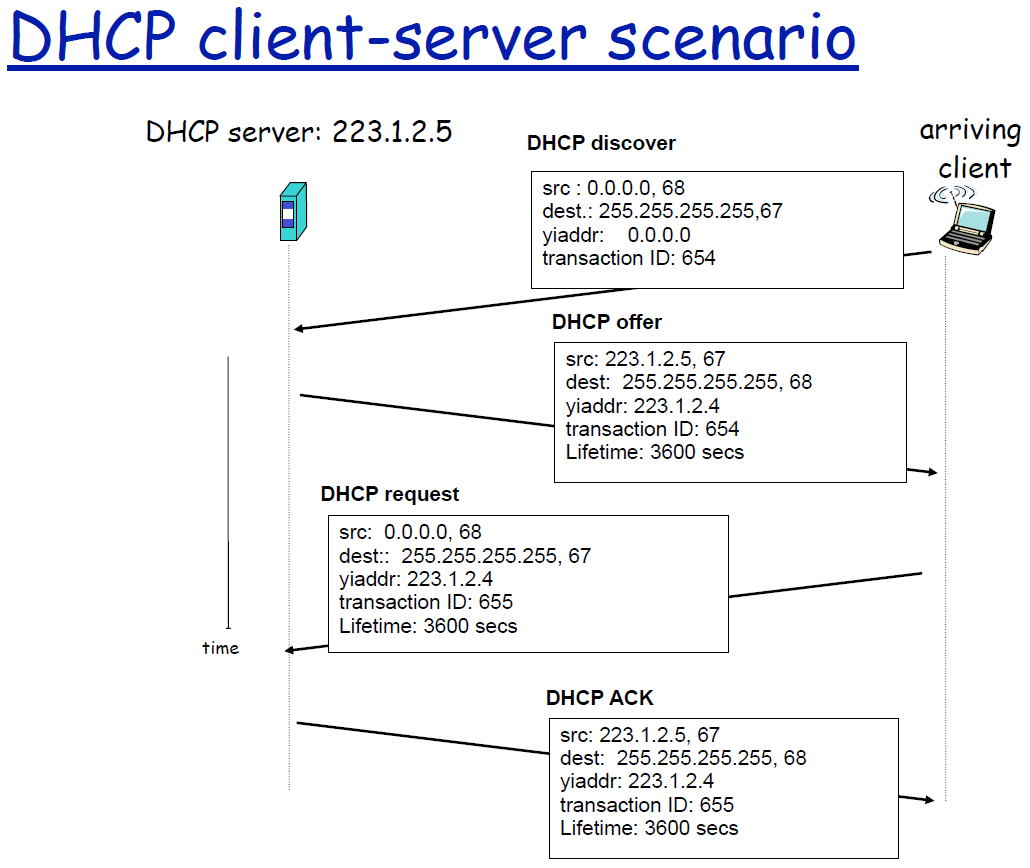 DHCP client-server scenario
DHCP server: 223.1.2.5
arriving
client
DHCP discover
src : 0.0.0.0, 68
dest.: 255.255.255.255,67
yiaddr: 0.0.0.0
transaction ID: 654
DHCP offer
src: 223.1.2.5, 67
dest: 255.255.255.255, 68
yiaddr: 223.1.2.4
transaction ID: 654
Lifetime: 3600 secs
DHCP request
src: 0.0.0.0, 68
dest:: 255.255.255.255, 67
yiaddr: 223.1.2.4
transaction ID: 655
Lifetime: 3600 secs
time
DHCP ACK
src: 223.1.2.5, 67
dest: 255.255.255.255, 68
yiaddr: 223.1.2.4
transaction ID: 655
Lifetime: 3600 secs